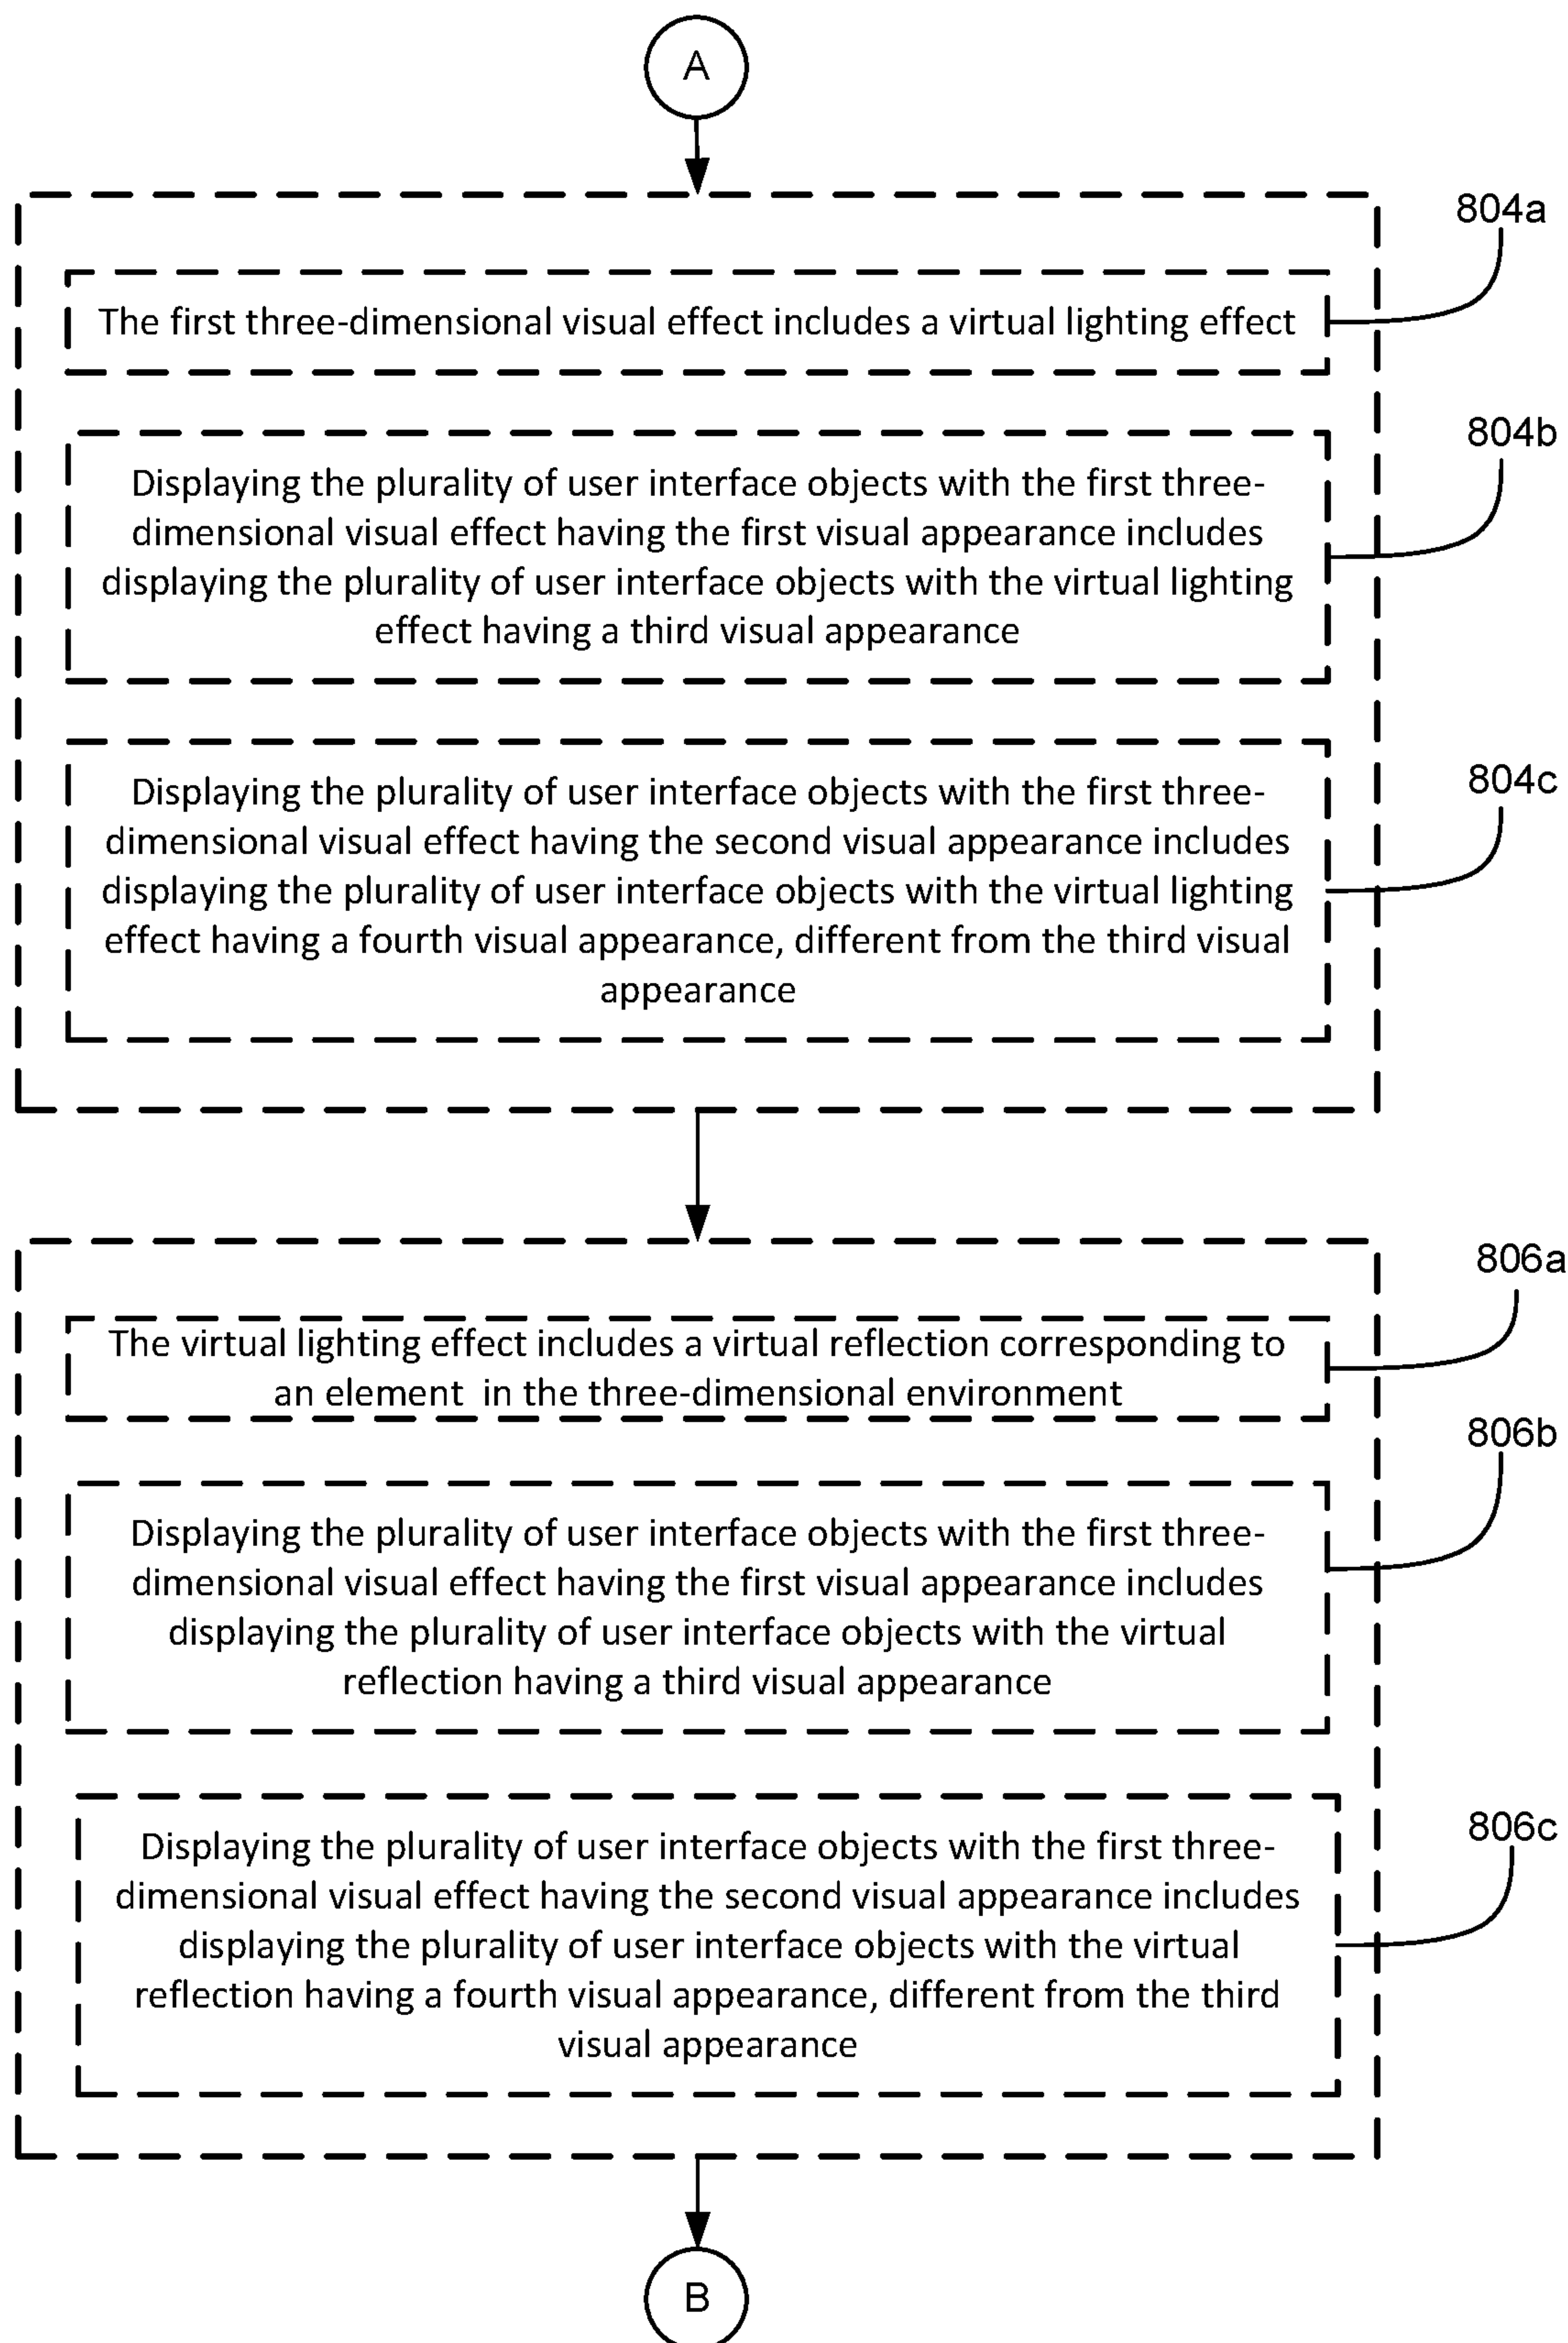 A
804a
The first three-dimensional visual effect includes a virtual lighting effect
804b
Displaying the plurality of user interface objects with the first three-
dimensional visual effect having the first visual appearance includes
displaying the plurality of user interface objects with the virtual lighting
effect having a third visual appearance
804c
Displaying the plurality of user interface objects with the first three-
dimensional visual effect having the second visual appearance includes
displaying the plurality of user interface objects with the virtual lighting
effect having a fourth visual appearance, different from the third visual
appearance
806a
The virtual lighting effect includes a virtual reflection corresponding to
an element in the three-dimensional environment
806b
Displaying the plurality of user interface objects with the first three-
dimensional visual effect having the first visual appearance includes
displaying the plurality of user interface objects with the virtual
reflection having a third visual appearance
806c
Displaying the plurality of user interface objects with the first three-
dimensional visual effect having the second visual appearance includes
displaying the plurality of user interface objects with the virtual
reflection having a fourth visual appearance, different from the third
visual appearance
B